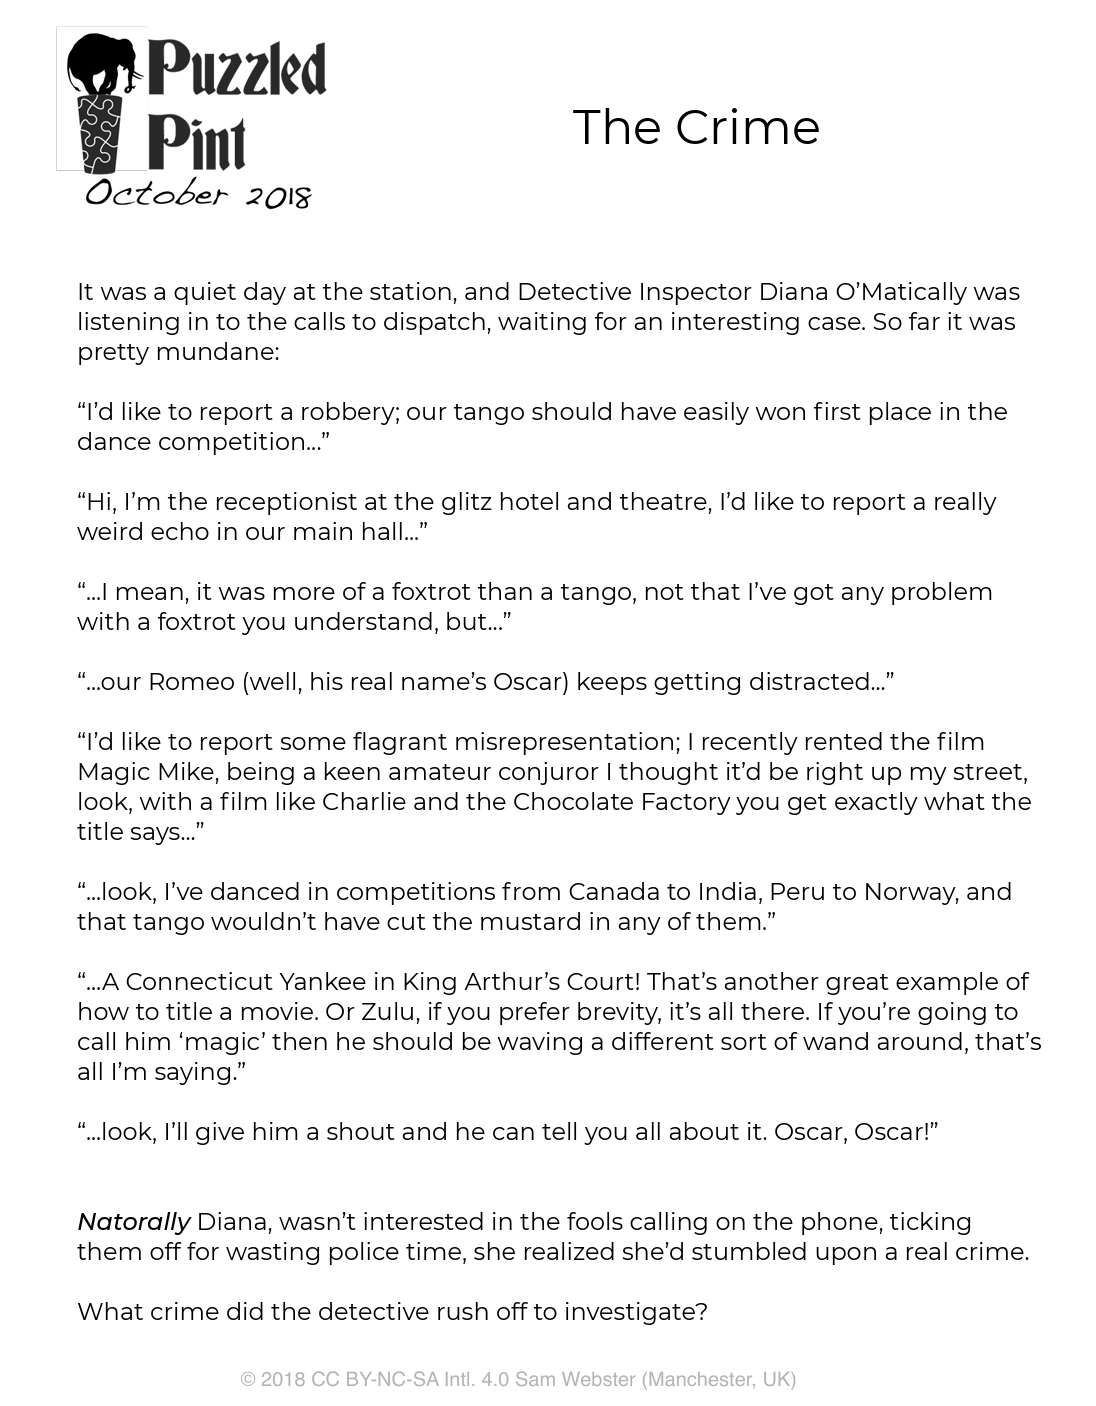 Puzzled
Pint
October 2018
The Crime
It was a quiet day at the station, and Detective Inspector Diana O’Matically was
listening in to the calls to dispatch, waiting for an interesting case. So far it was
pretty mundane:
“I’d like to report a robbery; our tango should have easily won first place in the
dance competition…”
“Hi, I’m the receptionist at the glitz hotel and theatre, I’d like to report a really
weird echo in our main hall…”
“…I mean, it was more of a foxtrot than a tango, not that I’ve got any problem
with a foxtrot you understand, but…”
“…our Romeo (well, his real name’s Oscar) keeps getting distracted…”
“I’d like to report some flagrant misrepresentation; I recently rented the film
Magic Mike, being a keen amateur conjuror I thought it’d be right up my street,
look, with a film like Charlie and the Chocolate Factory you get exactly what the
title says…”
“…look, I’ve danced in competitions from Canada to India, Peru to Norway, and
that tango wouldn’t have cut the mustard in any of them.”
“…A Connecticut Yankee in King Arthur’s Court! That’s another great example of
how to title a movie. Or Zulu, if you prefer brevity, it’s all there. If you’re going to
call him ‘magic’ then he should be waving a different sort of wand around, that’s
all I’m saying.”
“…look, I’ll give him a shout and he can tell you all about it. Oscar, Oscar!”
Natorally Diana, wasn’t interested in the fools calling on the phone, ticking
them off for wasting police time, she realized she’d stumbled upon a real crime.
What crime did the detective rush off to investigate?
© 2018 CC BY-NC-SA Intl. 4.0 Sam Webster (Manchester, UK)